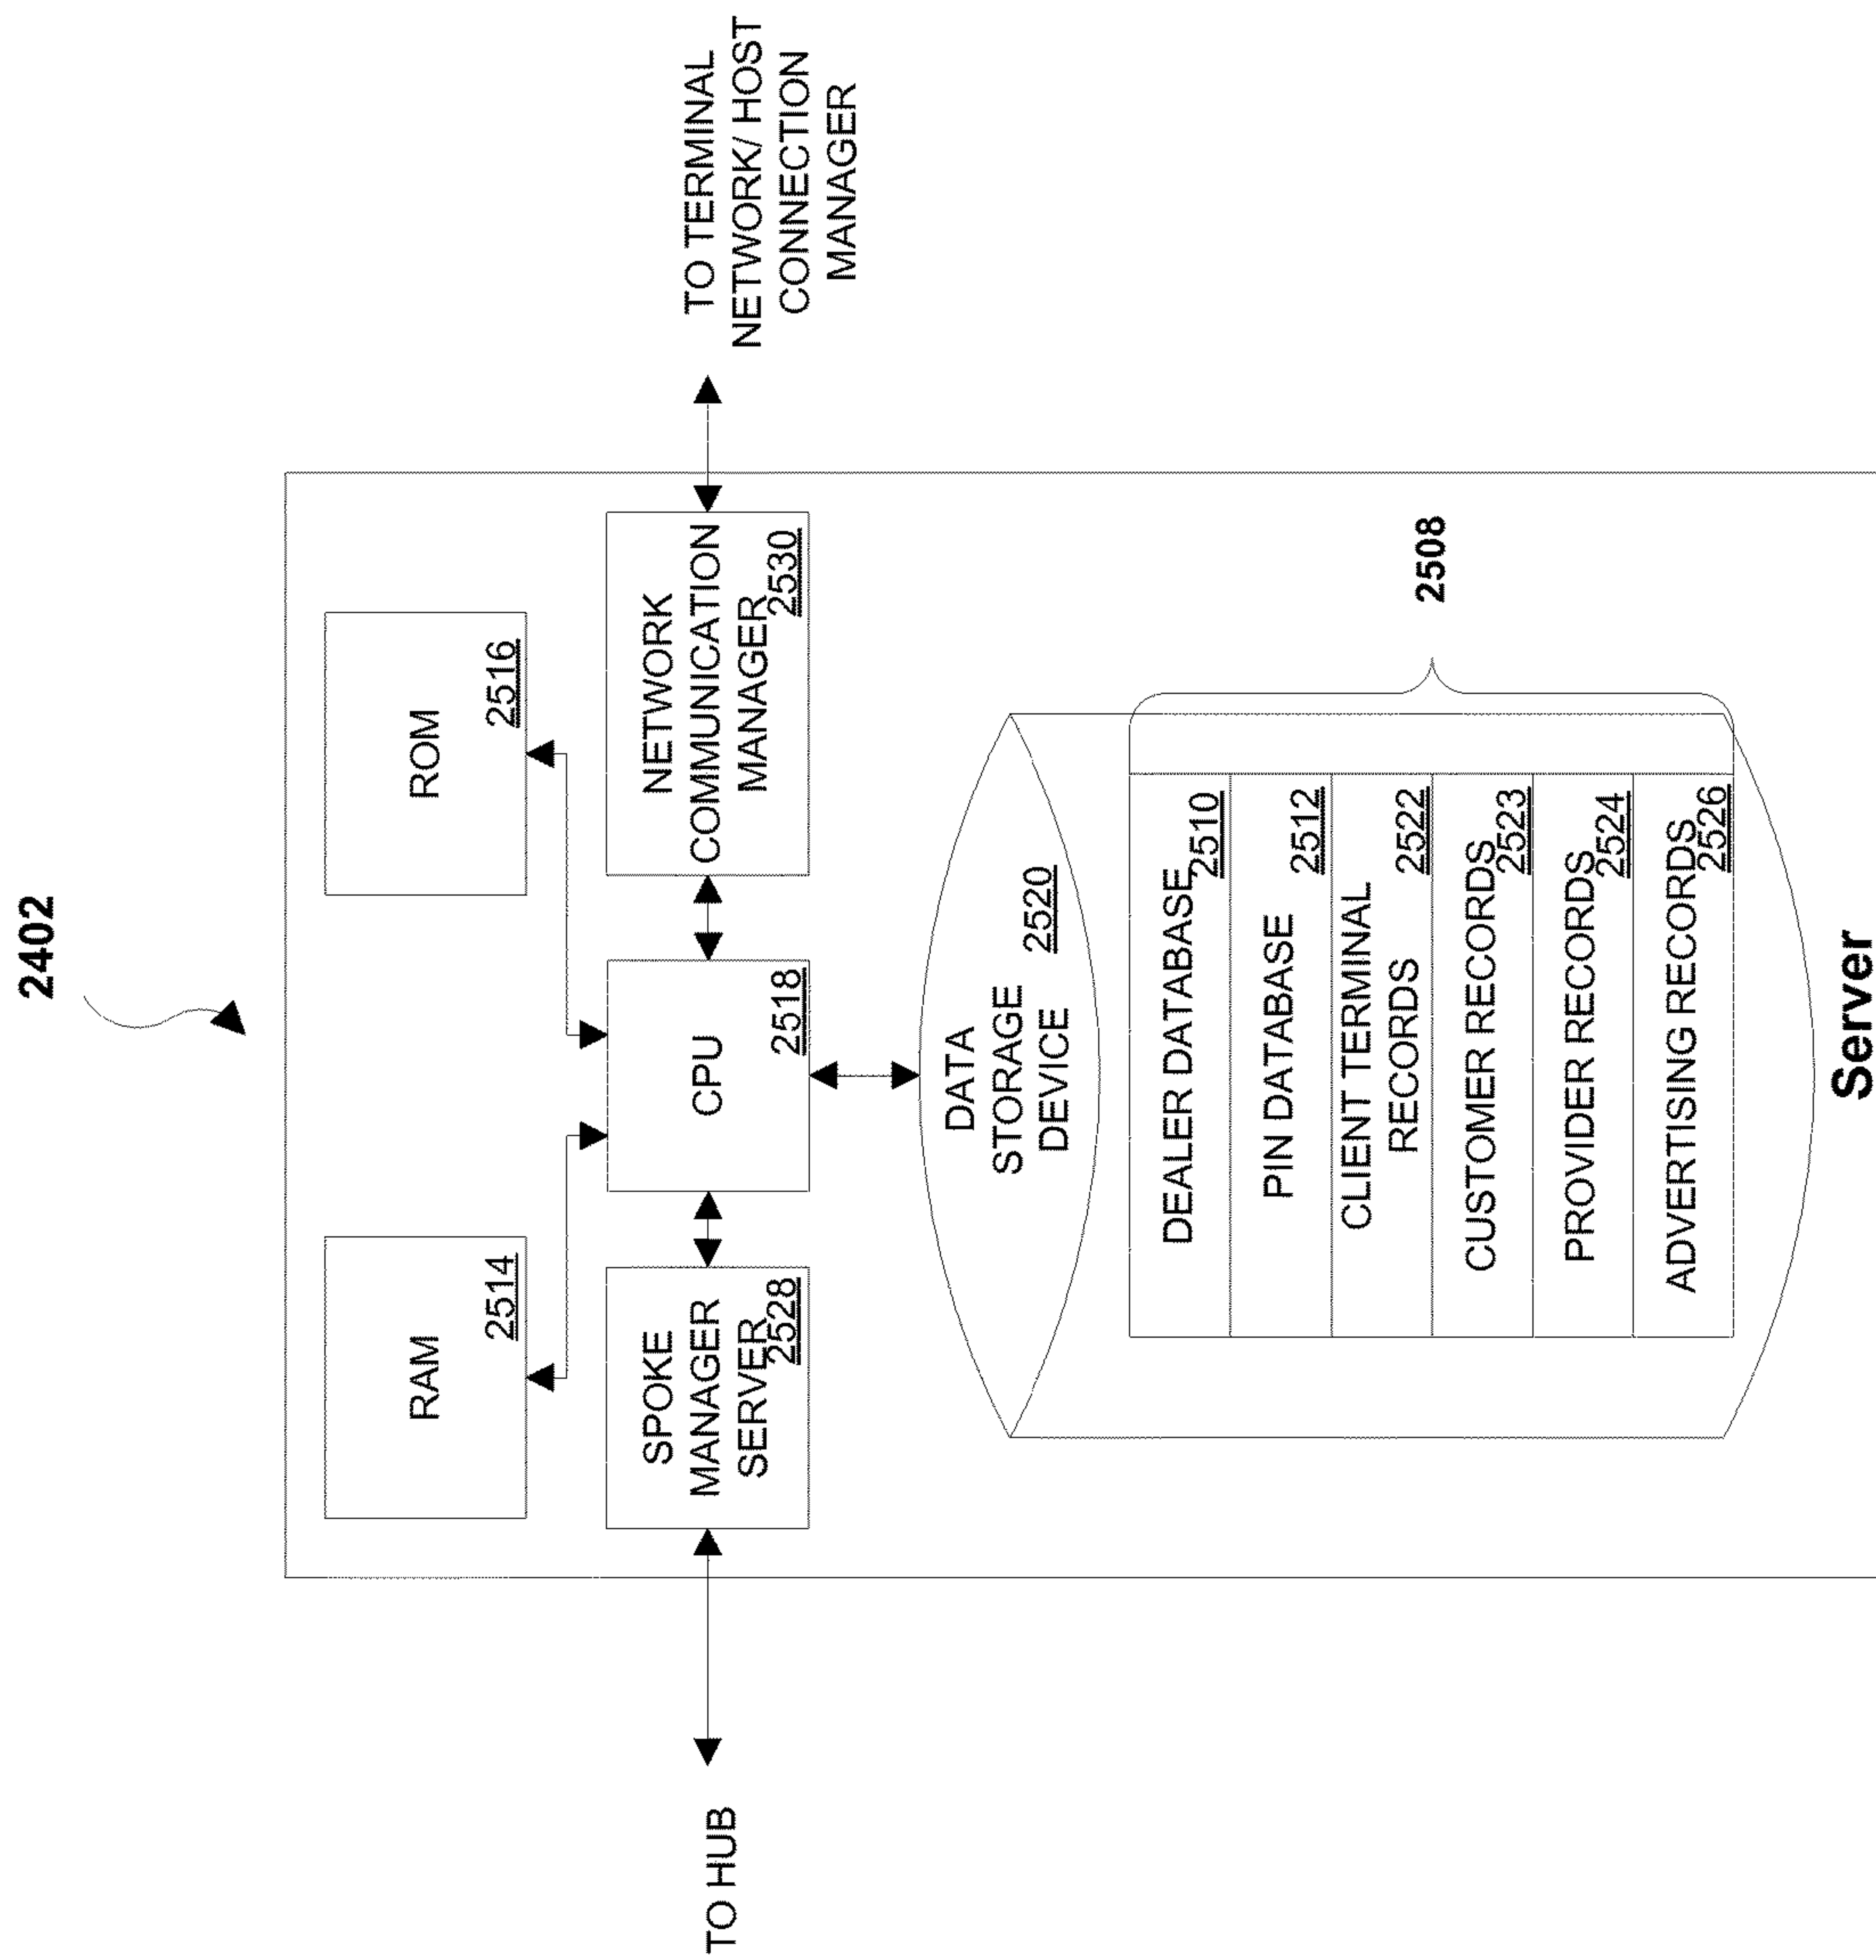 2402
RAM
2514
ROM
2516
TO HUB
SPOKE
MANAGER
SERVER
2528
CPU
2518
NETWORK
COMMUNICATION
MANAGER
2530
TO TERMINAL
NETWORK/ HOST
CONNECTION
MANAGER
DATA
STORAGE
DEVICE
2520
2508
DEALER DATABASE
2510
PIN DATABASE
2512
CLIENT TERMINAL
RECORDS
2522
CUSTOMER RECORDS
2523
PROVIDER RECORDS
2524
ADVERTISING RECORDS
2526
Server